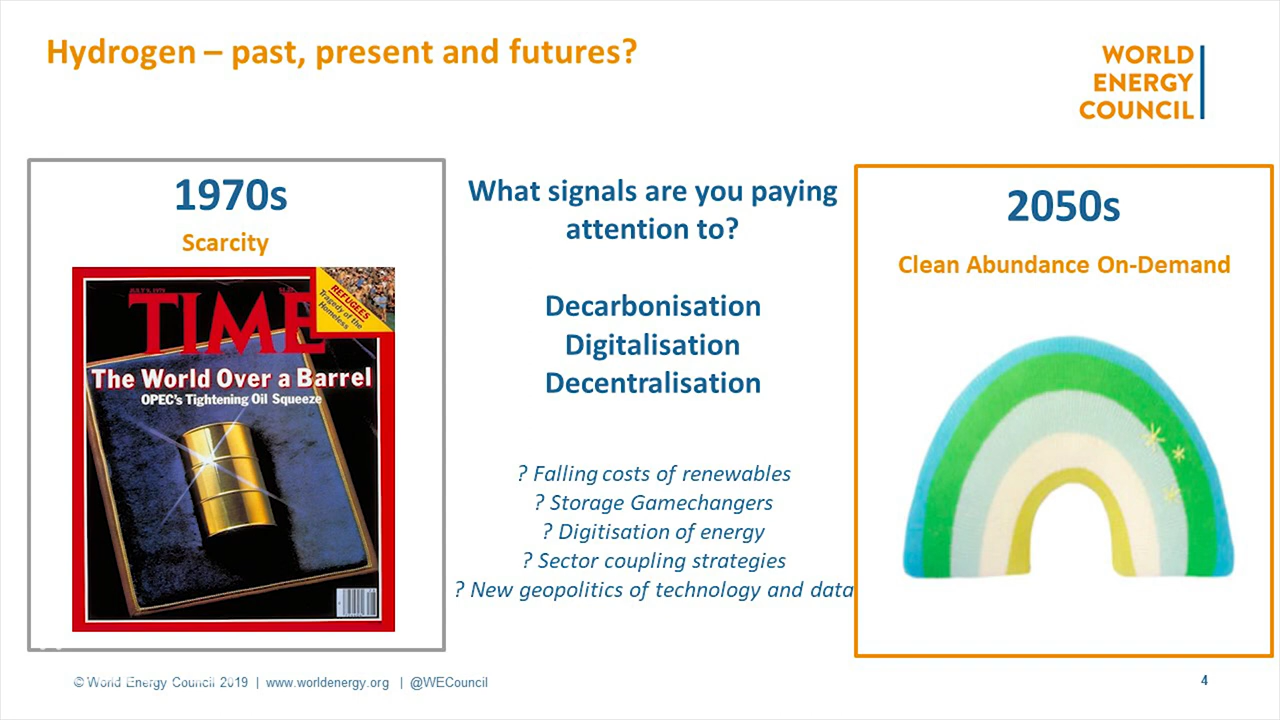 Hydrogen – past, present and futures?
WORLD
ENERGY
COUNCIL
1970s
Scarcity
JULY 9, 1979
TIME
REFUGEES
Tragedy of the
Homeless
The World Over a Barrel
OPEC's Tightening Oil Squeeze
What signals are you paying
attention to?
Decarbonisation
Digitalisation
Decentralisation
? Falling costs of renewables
? Storage Gamechangers
? Digitisation of energy
? Sector coupling strategies
? New geopolitics of technology and data
2050s
Clean Abundance On-Demand
© World Energy Council 2019 | www.worldenergy.org | @WECouncil
4